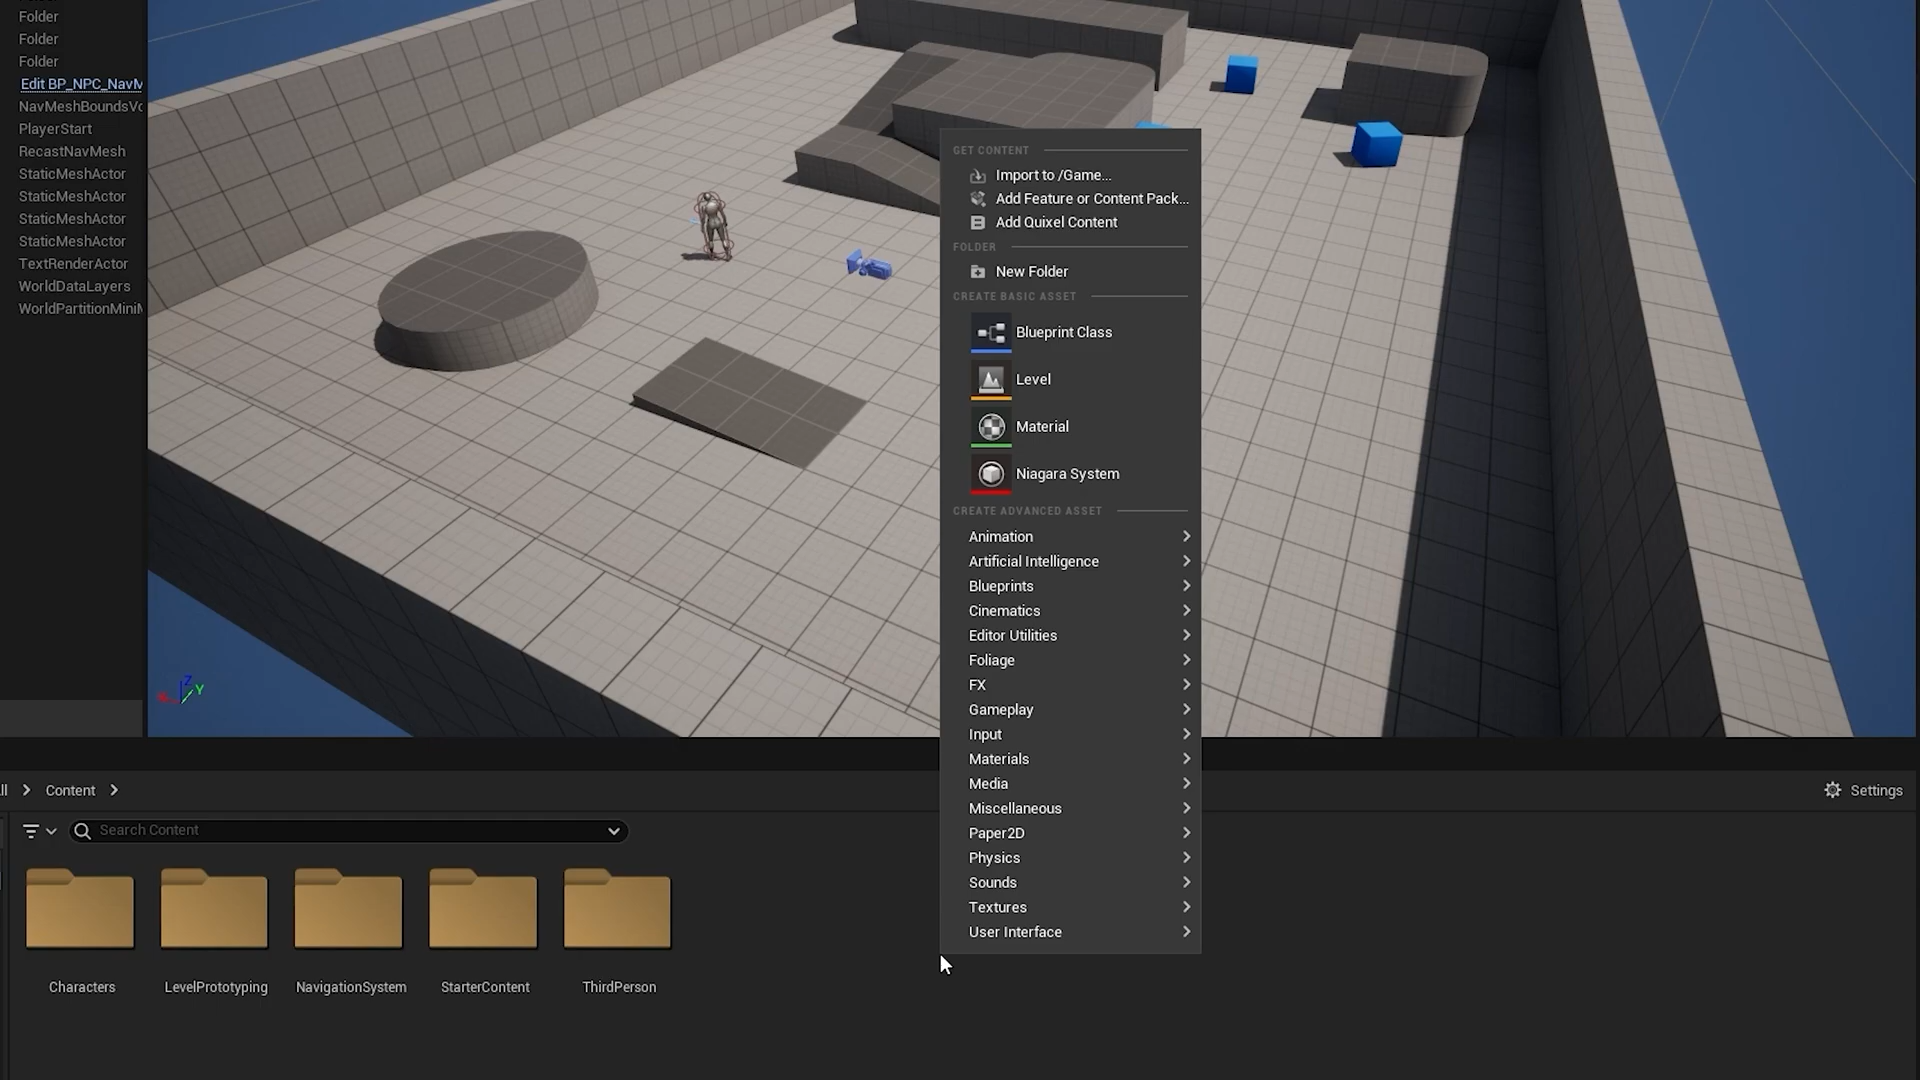 Folder
Folder
Folder
Edit BP_NPC_NavM
NavMeshBoundsVo
PlayerStart
RecastNavMesh
StaticMeshActor
StaticMeshActor
StaticMeshActor
StaticMeshActor
TextRenderActor
WorldDataLayers
WorldPartitionMiniM
Z
Y
GET CONTENT
Import to /Game...
Add Feature or Content Pack...
Add Quixel Content
FOLDER
New Folder
CREATE BASIC ASSET
Blueprint Class
Level
Material
Niagara System
CREATE ADVANCED ASSET
Animation
Artificial Intelligence
Blueprints
Cinematics
Editor Utilities
Foliage
FX
Gameplay
Input
Materials
Media
Miscellaneous
Paper2D
Physics
Sounds
Textures
User Interface
ll > Content >
Settings
Search Content
Characters
LevelPrototyping
NavigationSystem
StarterContent
ThirdPerson